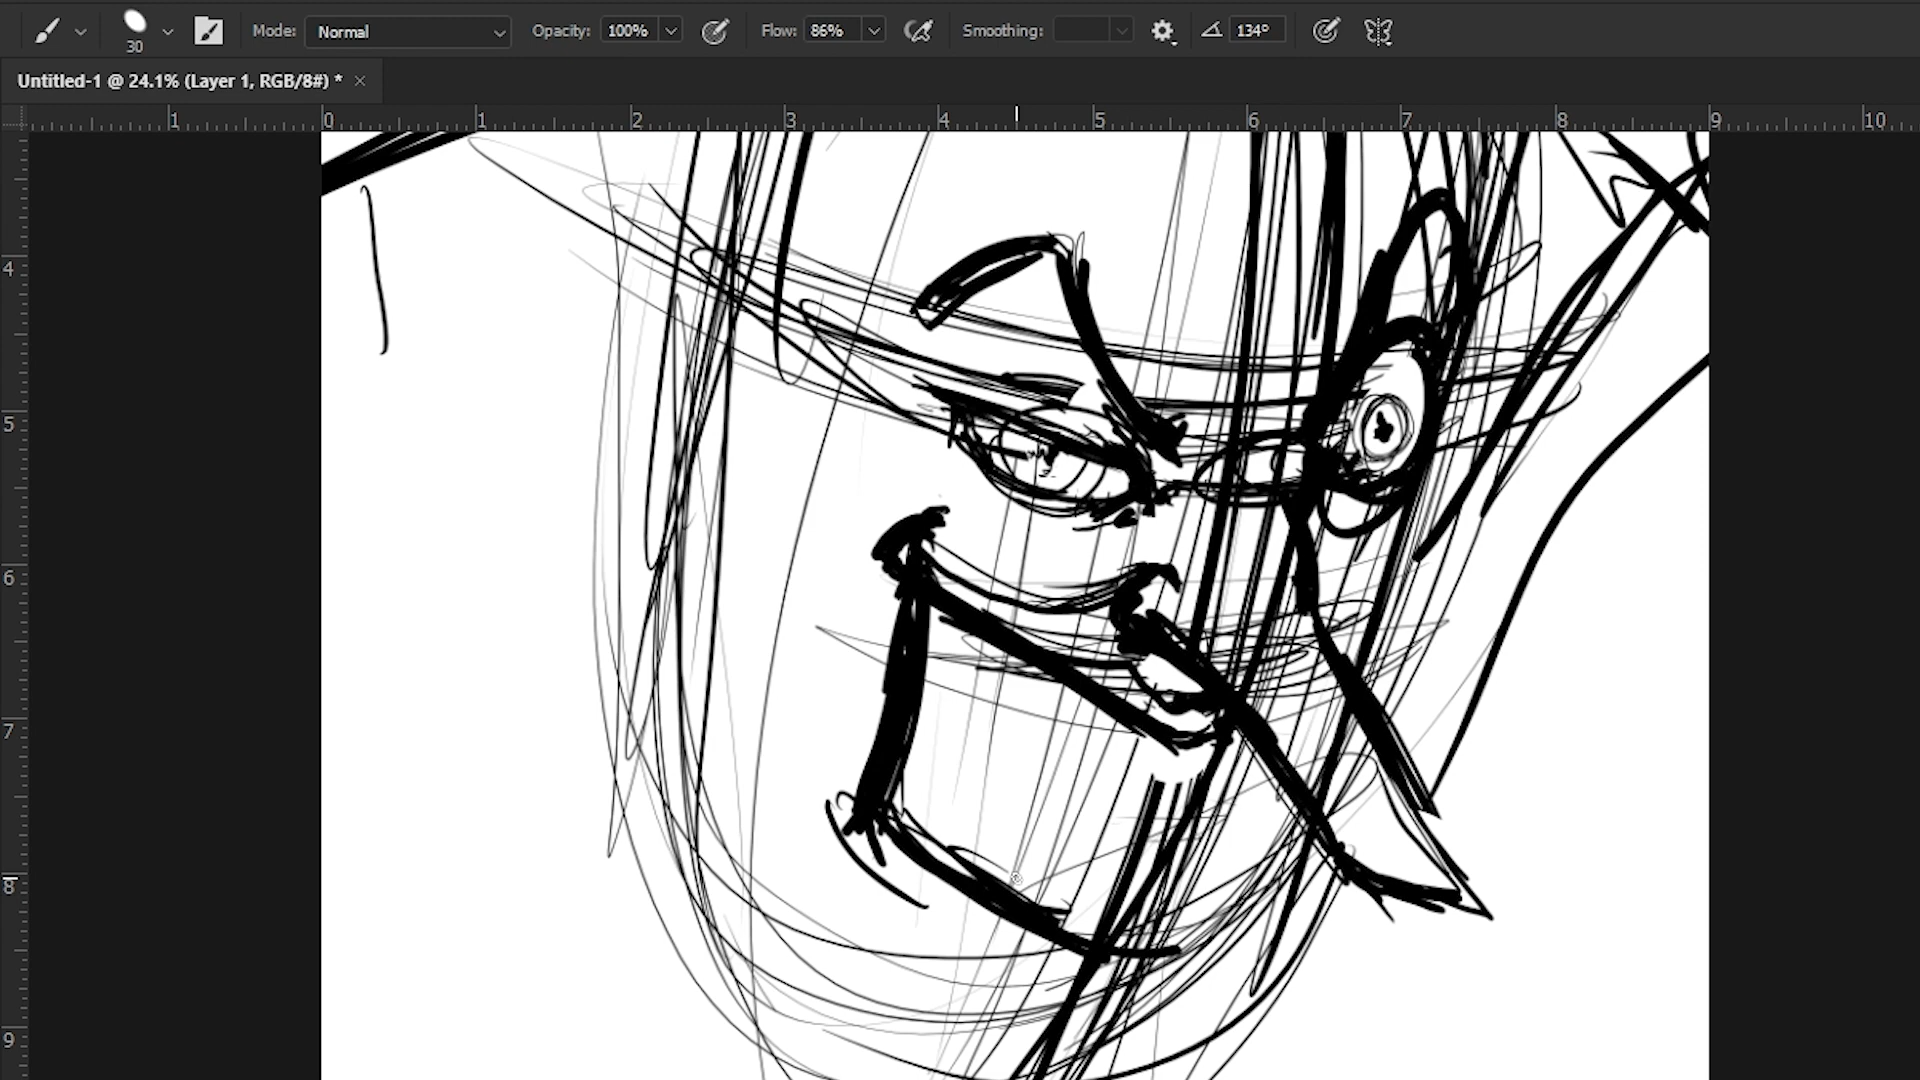 30 Mode: Normal Opacity: 100% Flow: 86% Smoothing: 134°
Untitled-1 @ 24.1% (Layer 1, RGB/8#) * ×
1 0 1 2 3 4 5 6 7 8 9 10
4
5
6
7
8
9